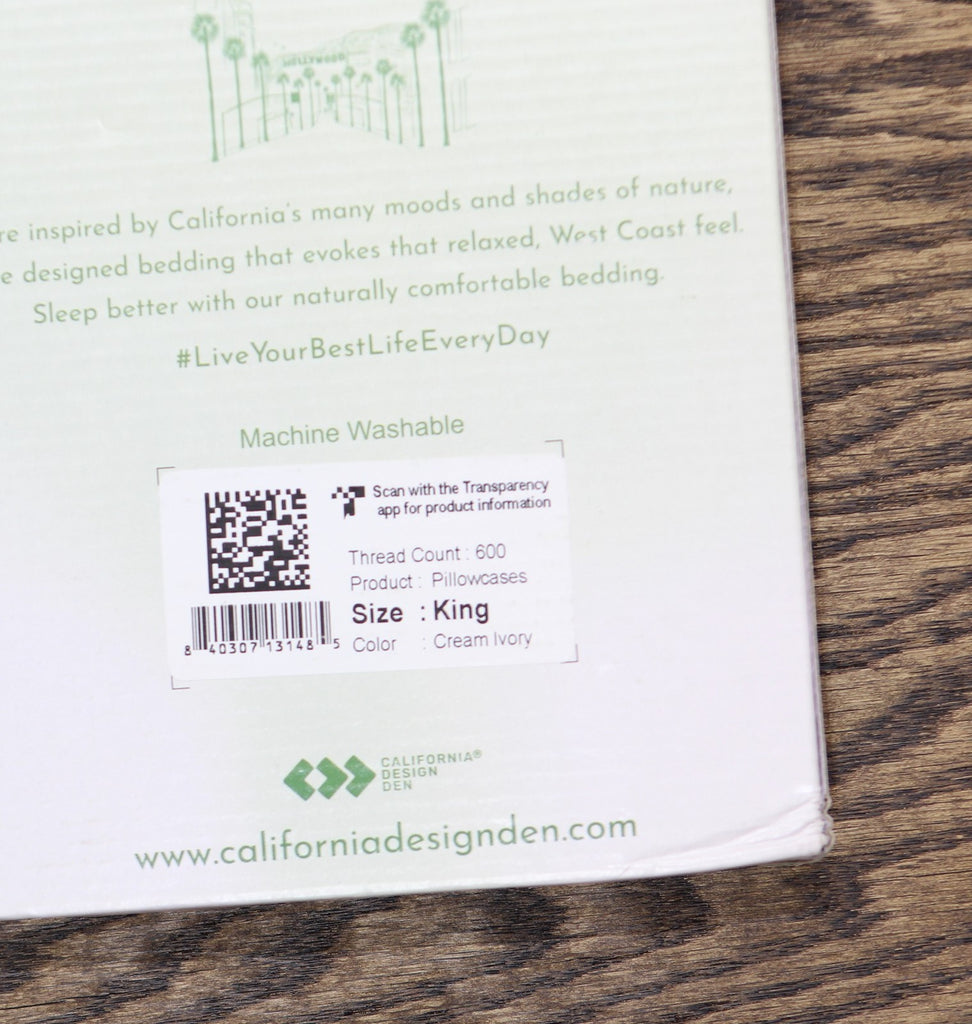 HOLLYWOOD
re inspired by California's many moods and shades of nature,
e designed bedding that evokes that relaxed, West Coast feel.
Sleep better with our naturally comfortable bedding.
#LiveYourBestLifeEveryDay
Machine Washable
Scan with the Transparency
app for product information
Thread Count : 600
Product : Pillowcases
Size : King
Color : Cream Ivory
8 40307 13148 5
CALIFORNIA®
DESIGN
DEN
www.californiadesignden.com